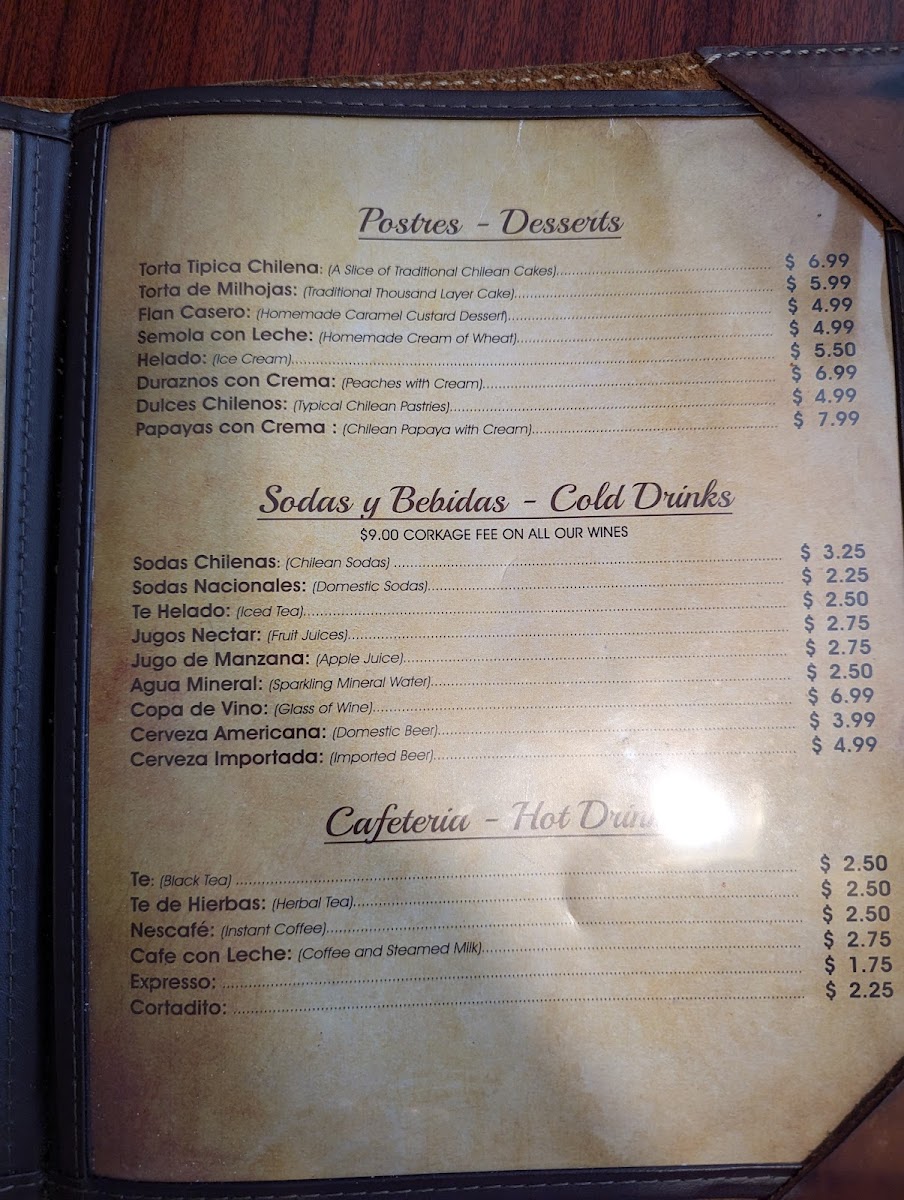 Postres - Desserts
Torta Tipica Chilena: (A Slice of Traditional Chilean Cakes)........ $ 6.99
Torta de Milhojas: (Traditional Thousand Layer Cake)........ $ 5.99
Flan Casero: (Homemade Caramel Custard Dessert)........ $ 4.99
Semola con Leche: (Homemade Cream of Wheat)........ $ 4.99
Helado: (Ice Cream)........ $ 5.50
Duraznos con Crema: (Peaches with Cream)........ $ 6.99
Dulces Chilenos: (Typical Chilean Pastries)........ $ 4.99
Papayas con Crema : (Chilean Papaya with Cream)........ $ 7.99
Sodas y Bebidas - Cold Drinks
$9.00 CORKAGE FEE ON ALL OUR WINES
Sodas Chilenas: (Chilean Sodas) ........ $ 3.25
Sodas Nacionales: (Domestic Sodas)........ $ 2.25
Te Helado: (Iced Tea)........ $ 2.50
Jugos Nectar: (Fruit Juices)........ $ 2.75
Jugo de Manzana: (Apple Juice)........ $ 2.75
Agua Mineral: (Sparkling Mineral Water)........ $ 2.50
Copa de Vino: (Glass of Wine)........ $ 6.99
Cerveza Americana: (Domestic Beer)........ $ 3.99
Cerveza Importada: (Imported Beer)........ $ 4.99
Cafeteria - Hot
Te: (Black Tea) ........ $ 2.50
Te de Hierbas: (Herbal Tea)........ $ 2.50
Nescafé: (Instant Coffee)........ $ 2.50
Cafe con Leche: (Coffee and Steamed Milk)........ $ 2.75
Expresso: ........ $ 1.75
Cortadito: ........ $ 2.25